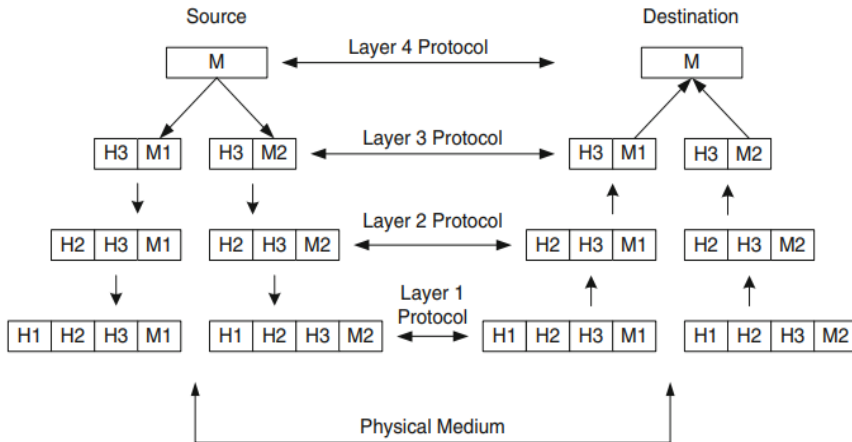 Source Destination
M Layer 4 Protocol M
H3 M1 H3 M2 Layer 3 Protocol H3 M1 H3 M2
H2 H3 M1 H2 H3 M2 Layer 2 Protocol H2 H3 M1 H2 H3 M2
Layer 1
Protocol
H1 H2 H3 M1 H1 H2 H3 M2 H1 H2 H3 M1 H1 H2 H3 M2
Physical Medium